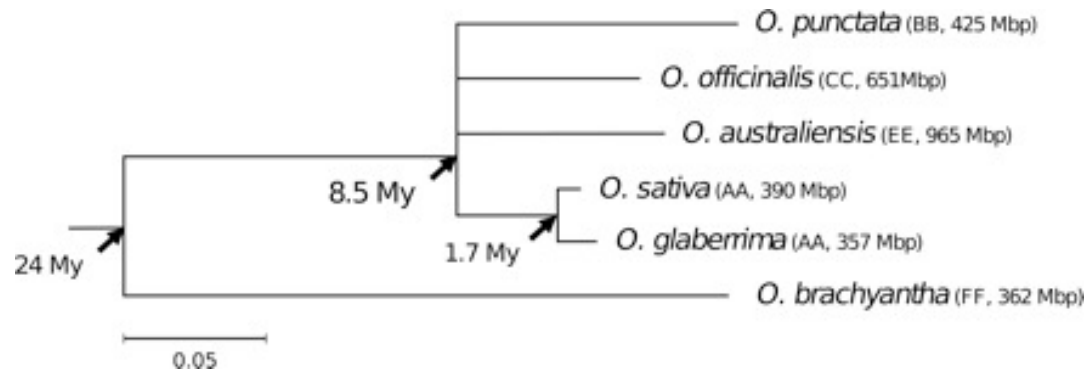 O. punctata (BB, 425 Mbp)
O. officinalis (CC, 651Mbp)
O. australiensis (EE, 965 Mbp)
8.5 My
O. sativa (AA, 390 Mbp)
O. glaberrima (AA, 357 Mbp)
1.7 My
24 My
O. brachyantha (FF, 362 Mbp)
0.05